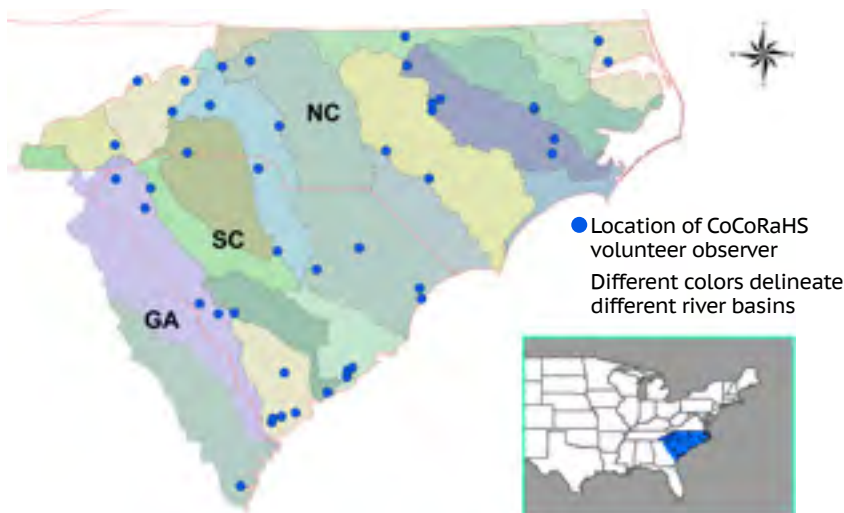 NC
SC
GA
Location of CoCoRaHS
volunteer observer
Different colors delineate
different river basins